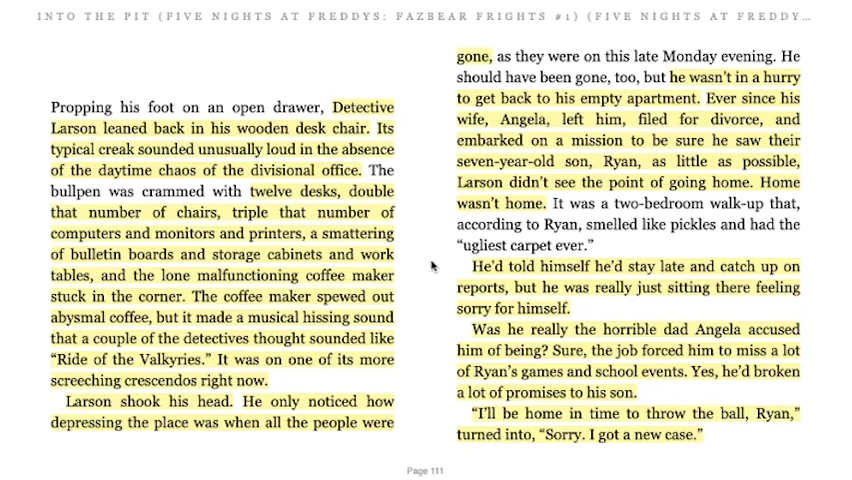 INTO THE PIT (FIVE NIGHTS AT FREDDYS: FAZBEAR FRIGHTS #1) (FIVE NIGHTS AT FREDDY...
Propping his foot on an open drawer, Detective
Larson leaned back in his wooden desk chair. Its
typical creak sounded unusually loud in the absence
of the daytime chaos of the divisional office. The
bullpen was crammed with twelve desks, double
that number of chairs, triple that number of
computers and monitors and printers, a smattering
of bulletin boards and storage cabinets and work
tables, and the lone malfunctioning coffee maker
stuck in the corner. The coffee maker spewed out
abysmal coffee, but it made a musical hissing sound
that a couple of the detectives thought sounded like
“Ride of the Valkyries.” It was on one of its more
screeching crescendos right now.
Larson shook his head. He only noticed how
depressing the place was when all the people were
gone, as they were on this late Monday evening. He
should have been gone, too, but he wasn’t in a hurry
to get back to his empty apartment. Ever since his
wife, Angela, left him, filed for divorce, and
embarked on a mission to be sure he saw their
seven-year-old son, Ryan, as little as possible,
Larson didn’t see the point of going home. Home
wasn’t home. It was a two-bedroom walk-up that,
according to Ryan, smelled like pickles and had the
“ugliest carpet ever.”
He’d told himself he’d stay late and catch up on
reports, but he was really just sitting there feeling
sorry for himself.
Was he really the horrible dad Angela accused
him of being? Sure, the job forced him to miss a lot
of Ryan’s games and school events. Yes, he’d broken
a lot of promises to his son.
“I’ll be home in time to throw the ball, Ryan,”
turned into, “Sorry. I got a new case.”
Page 111